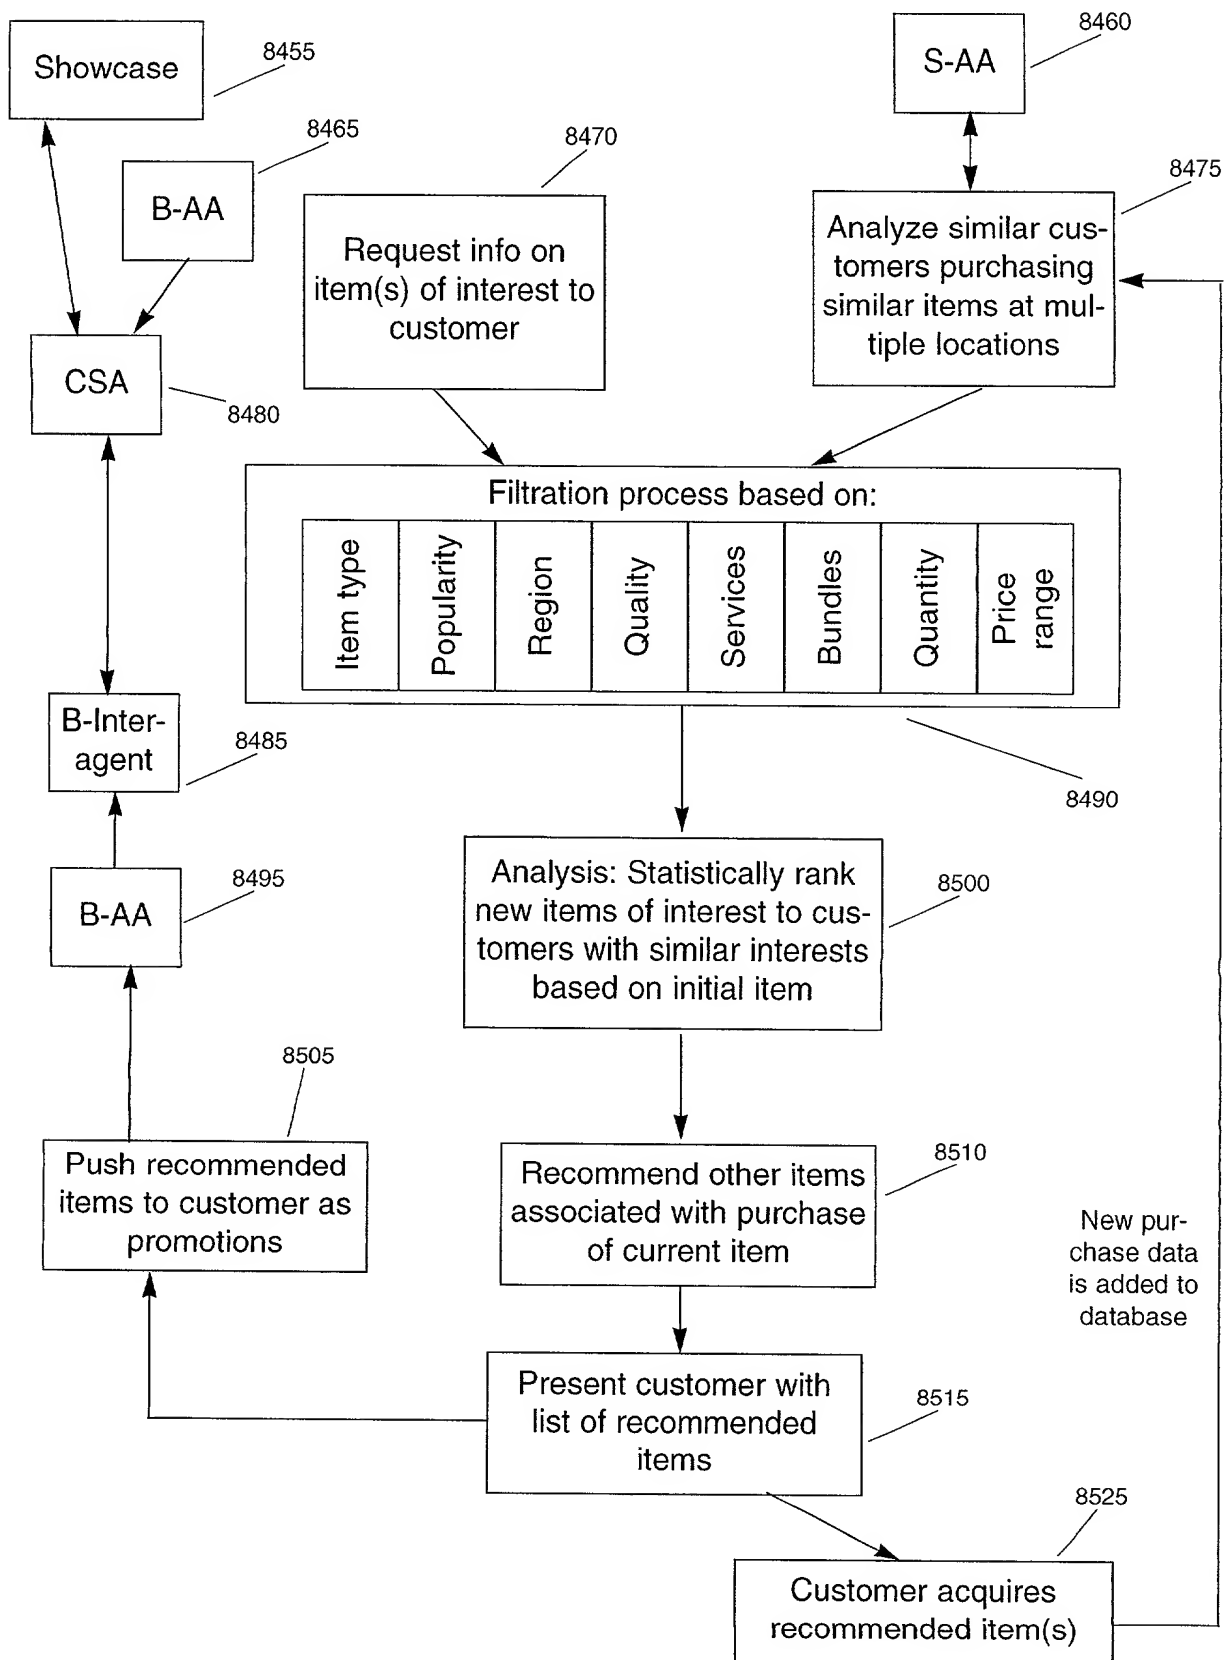 Showcase
8455
S-AA
8460
8465
B-AA
8470
Request info on
item(s) of interest to
customer
8475
Analyze similar cus-
tomers purchasing
similar items at mul-
tiple locations
CSA
8480
Filtration process based on:
Item type
Popularity
Region
Quality
Services
Bundles
Quantity
Price
range
8490
B-Inter-
agent
8485
B-AA
8495
Analysis: Statistically rank
new items of interest to cus-
tomers with similar interests
based on initial item
8500
8505
Push recommended
items to customer as
promotions
Recommend other items
associated with purchase
of current item
8510
New pur-
chase data
is added to
database
Present customer with
list of recommended
items
8515
8525
Customer acquires
recommended item(s)